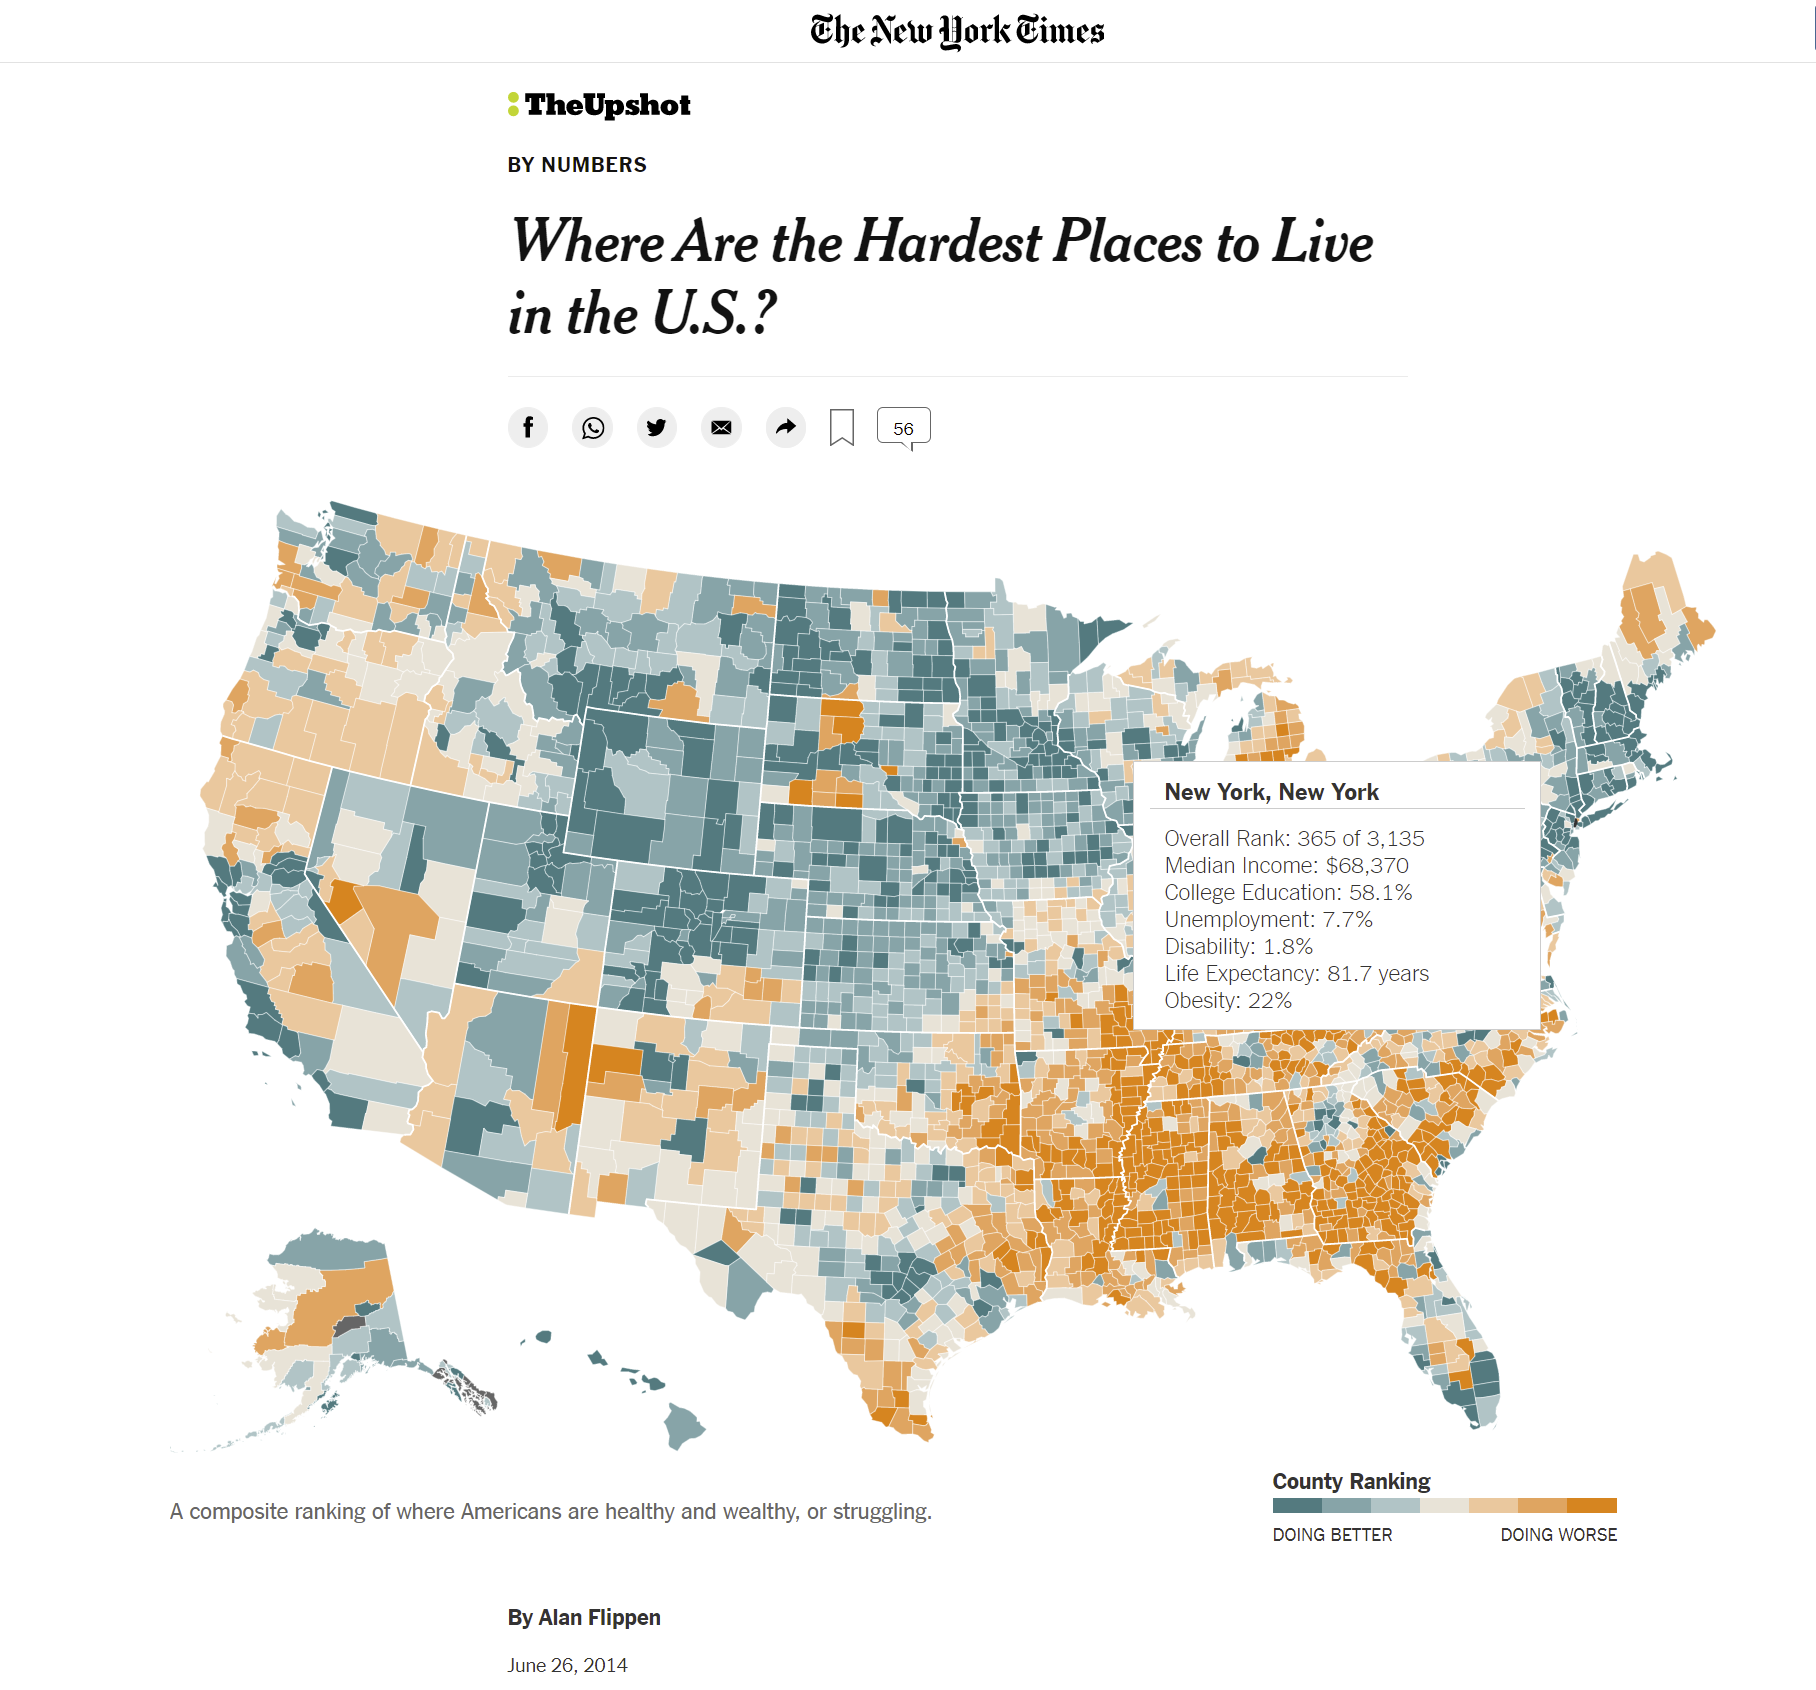 The New York Times
TheUpshot
BY NUMBERS
Where Are the Hardest Places to Live
in the U.S.?
56
New York, New York
Overall Rank: 365 of 3,135
Median Income: $68,370
College Education: 58.1%
Unemployment: 7.7%
Disability: 1.8%
Life Expectancy: 81.7 years
Obesity: 22%
County Ranking
DOING BETTER DOING WORSE
A composite ranking of where Americans are healthy and wealthy, or struggling.
By Alan Flippen
June 26, 2014